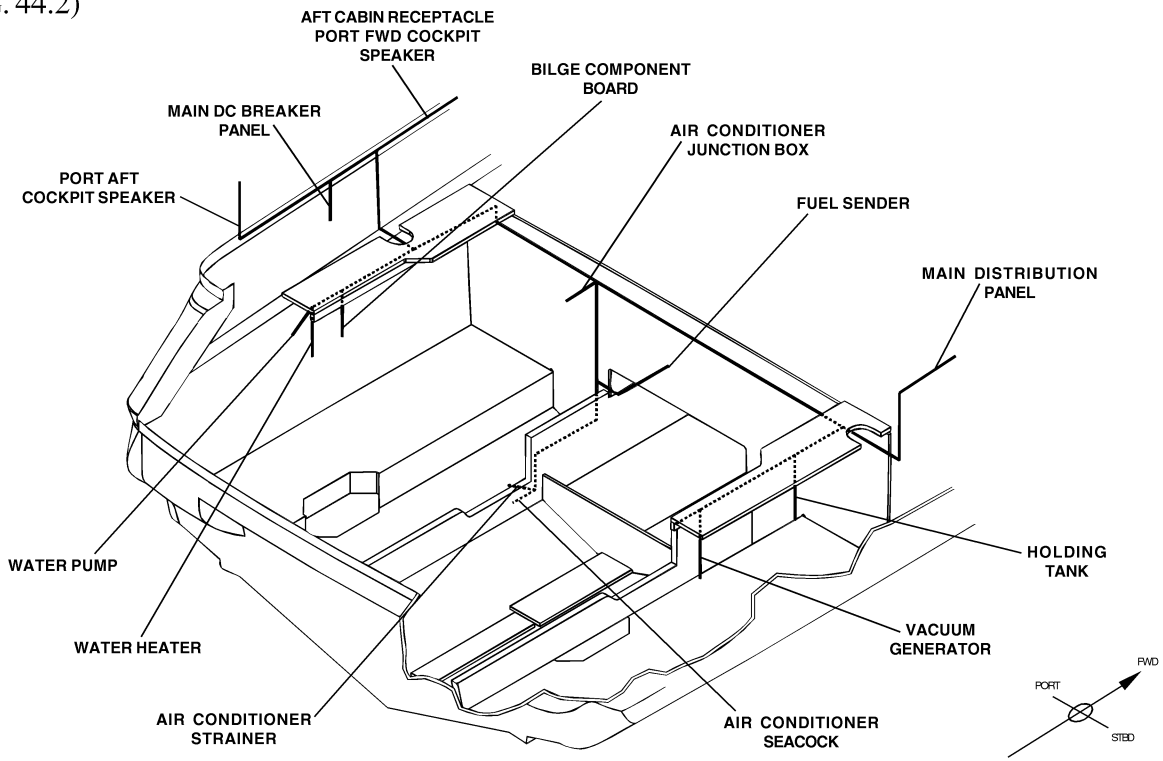 . 44.2)
AFT CABIN RECEPTACLE
PORT FWD COCKPIT
SPEAKER
BILGE COMPONENT
BOARD
MAIN DC BREAKER
PANEL
AIR CONDITIONER
JUNCTION BOX
PORT AFT
COCKPIT SPEAKER
FUEL SENDER
MAIN DISTRIBUTION
PANEL
WATER PUMP
HOLDING
TANK
WATER HEATER
VACUUM
GENERATOR
AIR CONDITIONER
STRAINER
AIR CONDITIONER
SEACOCK
FWD
PORT
STBD